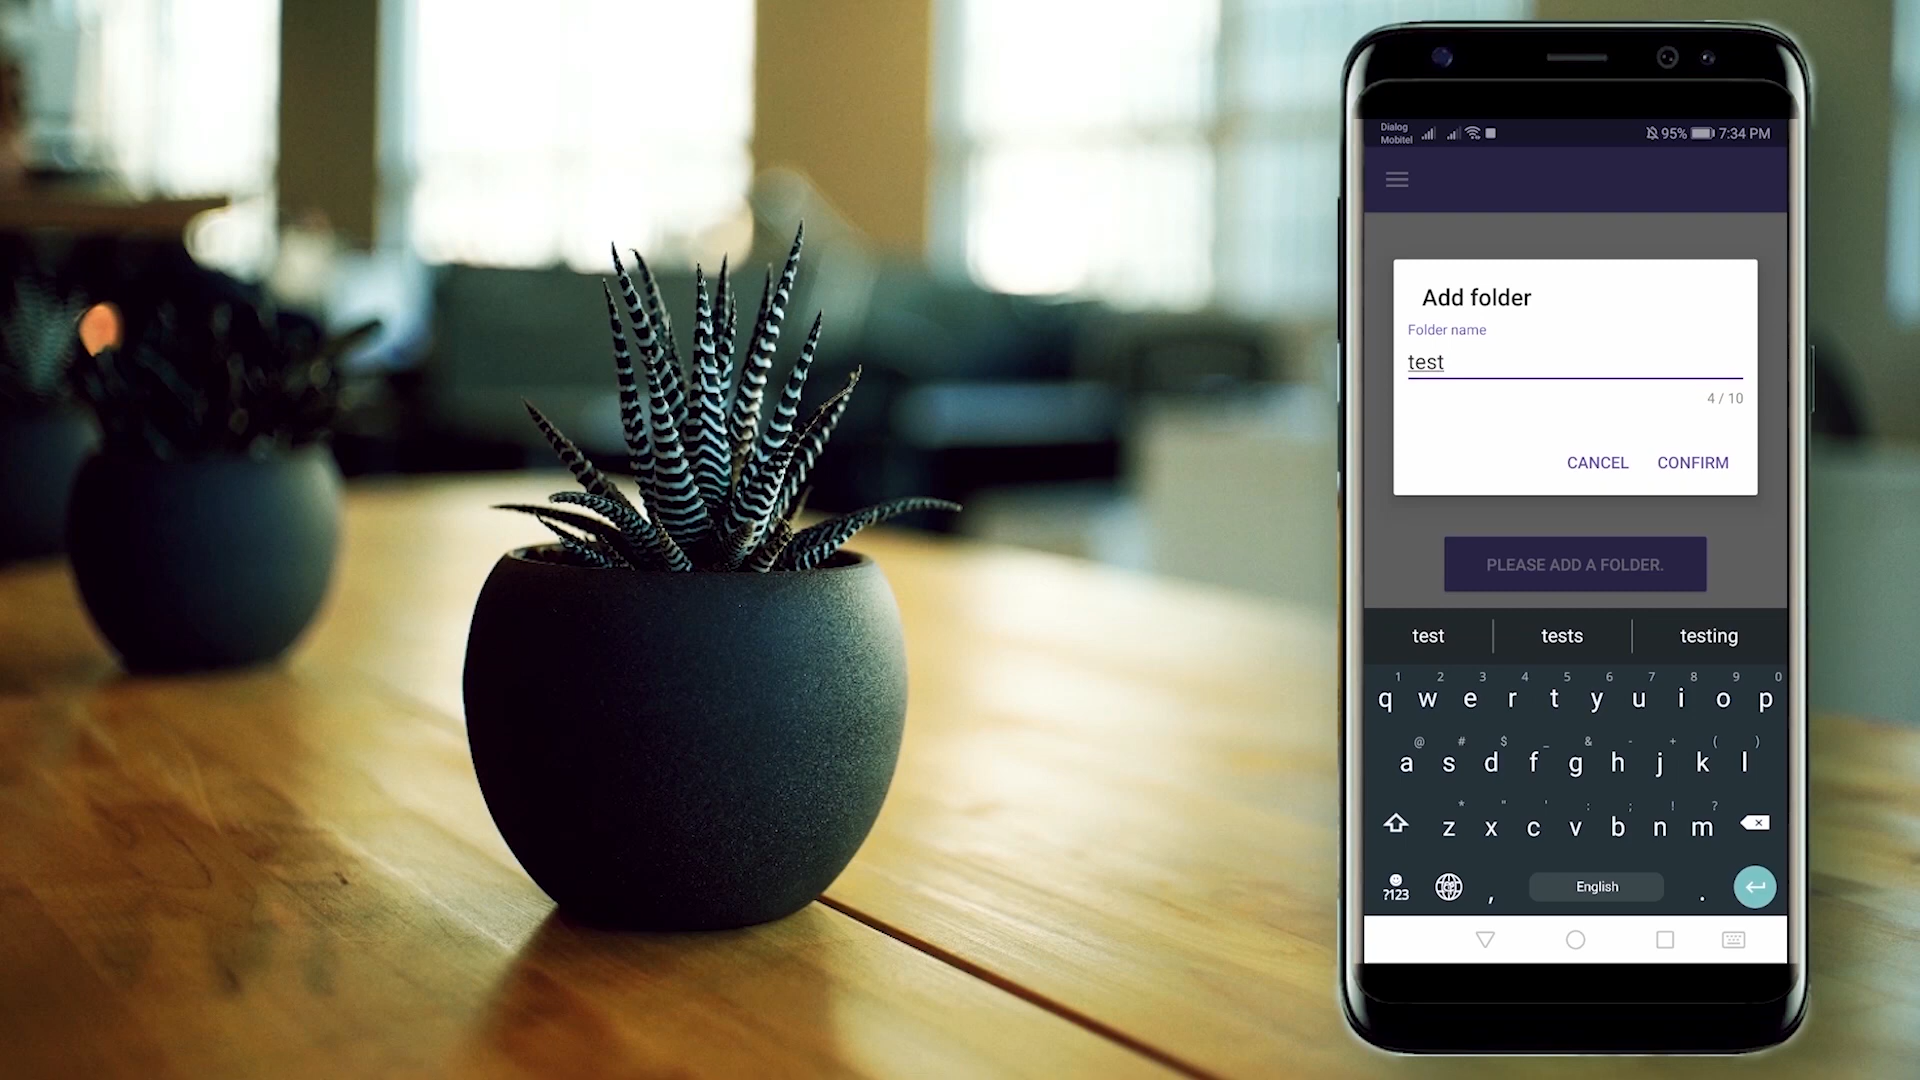 Dialog
Mobitel
95% 7:34 PM
Add folder
Folder name
test
4 / 10
CANCEL CONFIRM
PLEASE ADD A FOLDER.
test tests testing
1 2 3 4 5 6 7 8 9 0
q w e r t y u i o p
@ # $ _ & - + ( )
a s d f g h j k l
* " ' : ; ! ?
z x c v b n m
?123 , English .